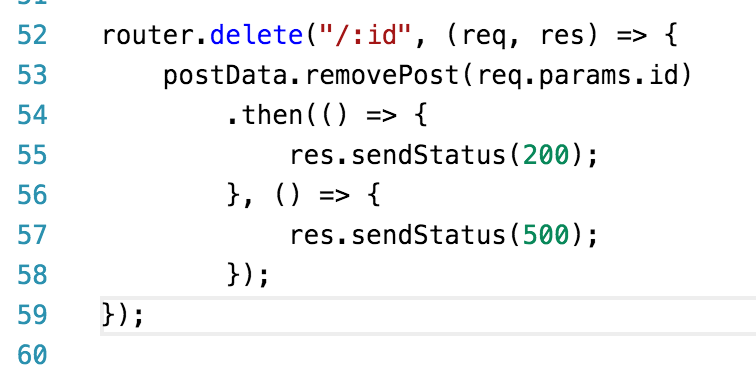 52 router.delete("/:id", (req, res) => {
53     postData.removePost(req.params.id)
54         .then(() => {
55             res.sendStatus(200);
56         }, () => {
57             res.sendStatus(500);
58         });
59 });
60